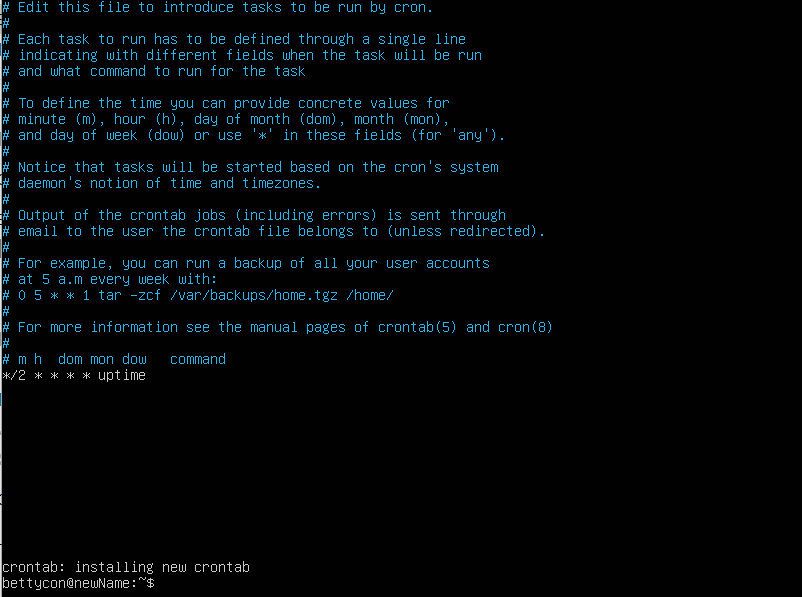 # Edit this file to introduce tasks to be run by cron.
#
# Each task to run has to be defined through a single line
# indicating with different fields when the task will be run
# and what command to run for the task
#
# To define the time you can provide concrete values for
# minute (m), hour (h), day of month (dom), month (mon),
# and day of week (dow) or use '*' in these fields (for 'any').
#
# Notice that tasks will be started based on the cron's system
# daemon's notion of time and timezones.
#
# Output of the crontab jobs (including errors) is sent through
# email to the user the crontab file belongs to (unless redirected).
#
# For example, you can run a backup of all your user accounts
# at 5 a.m every week with:
# 0 5 * * 1 tar -zcf /var/backups/home.tgz /home/
#
# For more information see the manual pages of crontab(5) and cron(8)
#
# m h  dom mon dow   command
*/2 * * * * uptime
crontab: installing new crontab
bettycon@newName:~$